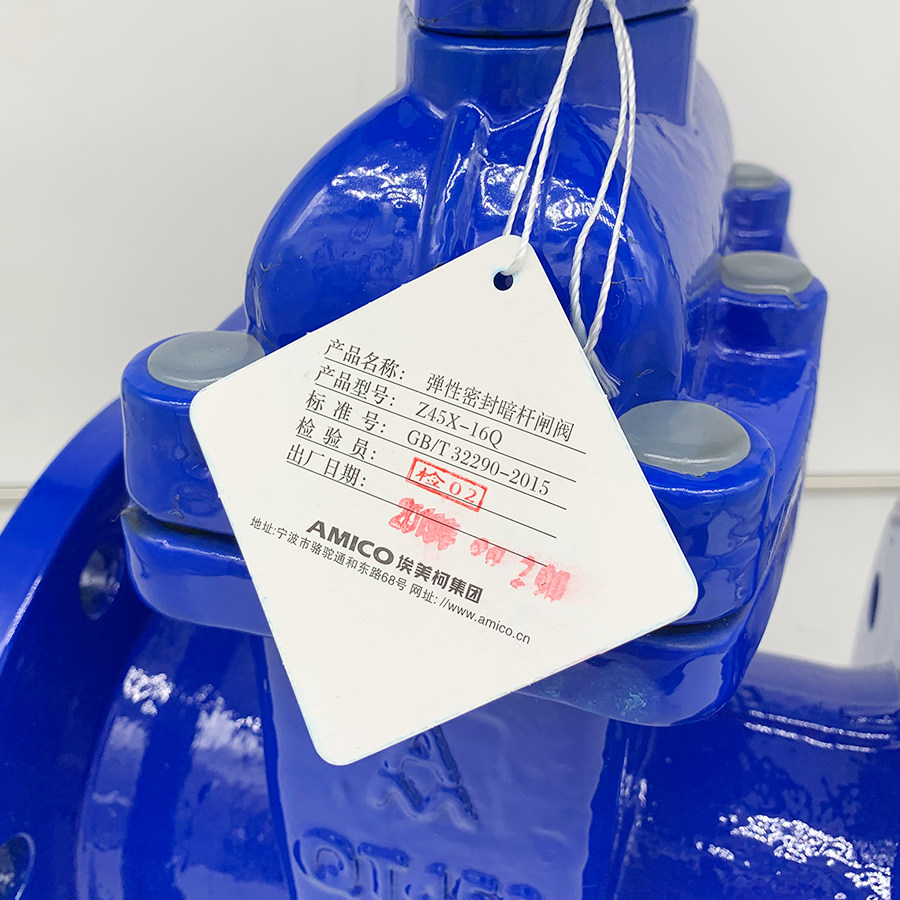 产品名称: 弹性密封暗杆闸阀
产品型号: Z45X-16Q
标准号: GB/T 32290-2015
检验员: 检02
出厂日期:
AMICO 埃美柯集团
地址:宁波市骆驼通和东路68号 网址: //www.amico.cn